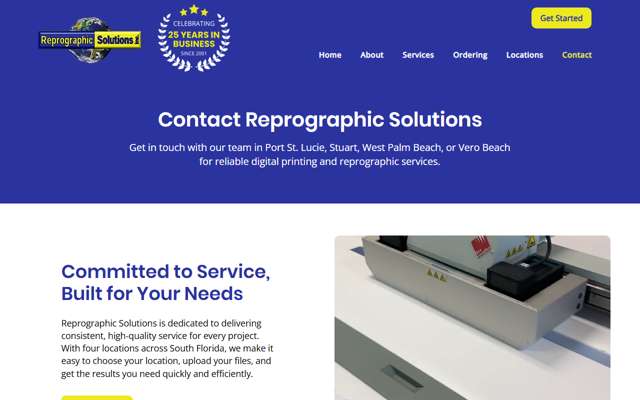 Reprographic Solutions Inc
CELEBRATING
25 YEARS IN
BUSINESS
SINCE 2001
Get Started
Home
About
Services
Ordering
Locations
Contact
Contact Reprographic Solutions
Get in touch with our team in Port St. Lucie, Stuart, West Palm Beach, or Vero Beach
for reliable digital printing and reprographic services.
Committed to Service,
Built for Your Needs
Reprographic Solutions is dedicated to delivering
consistent, high-quality service for every project.
With four locations across South Florida, we make it
easy to choose your location, upload your files, and
get the results you need quickly and efficiently.